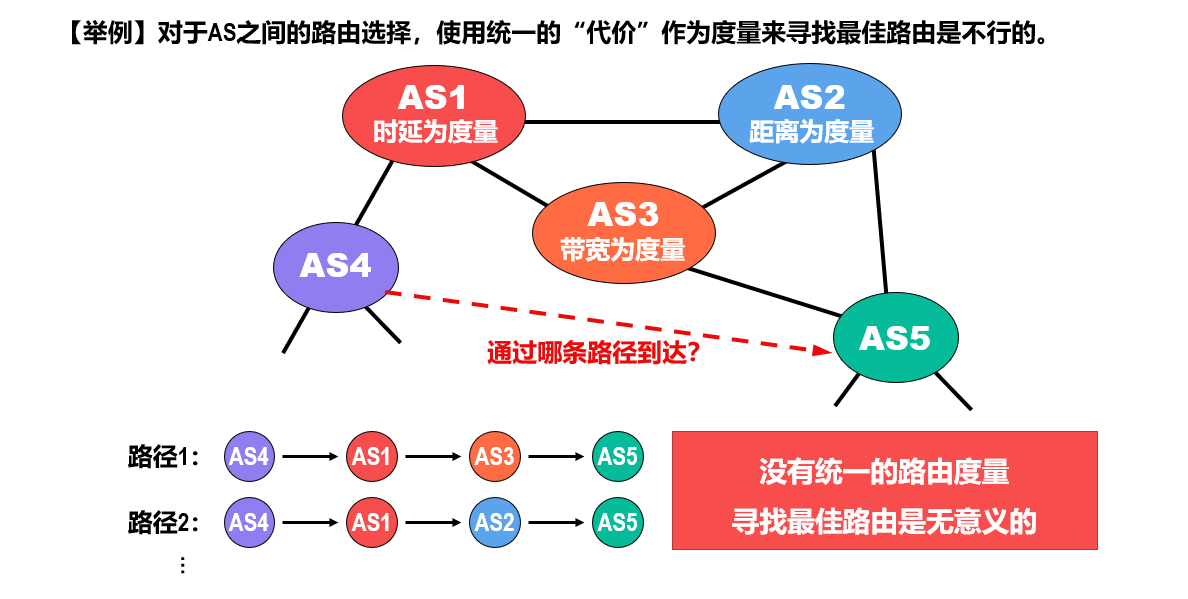 【举例】对于AS之间的路由选择，使用统一的“代价”作为度量来寻找最佳路由是不行的。
AS1
时延为度量
AS2
距离为度量
AS3
带宽为度量
AS4
AS5
通过哪条路径到达？
路径1： AS4 AS1 AS3 AS5
路径2： AS4 AS1 AS2 AS5
⋮
没有统一的路由度量
寻找最佳路由是无意义的